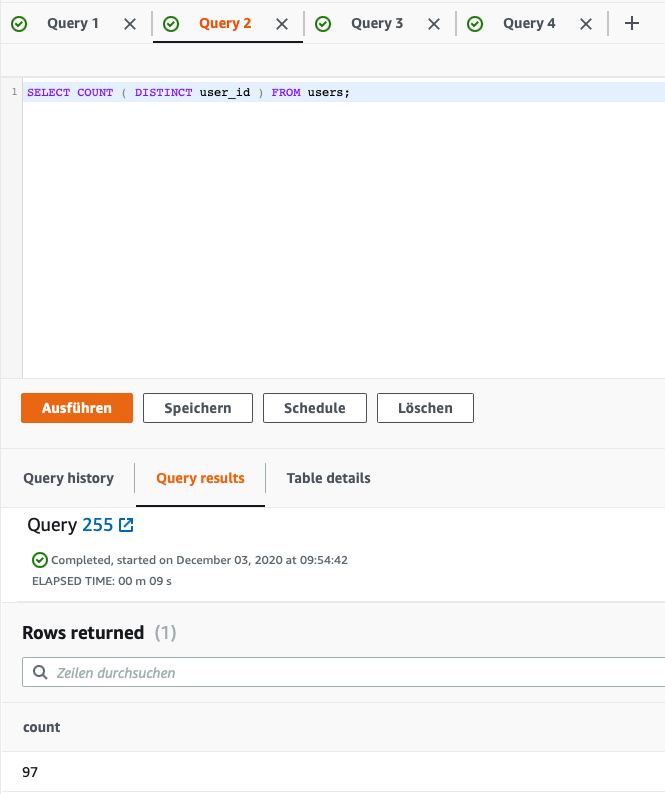 Query 1 Query 2 Query 3 Query 4
1 SELECT COUNT ( DISTINCT user_id ) FROM users;
Ausführen Speichern Schedule Löschen
Query history Query results Table details
Query 255
Completed, started on December 03, 2020 at 09:54:42
ELAPSED TIME: 00 m 09 s
Rows returned (1)
Zeilen durchsuchen
count
97